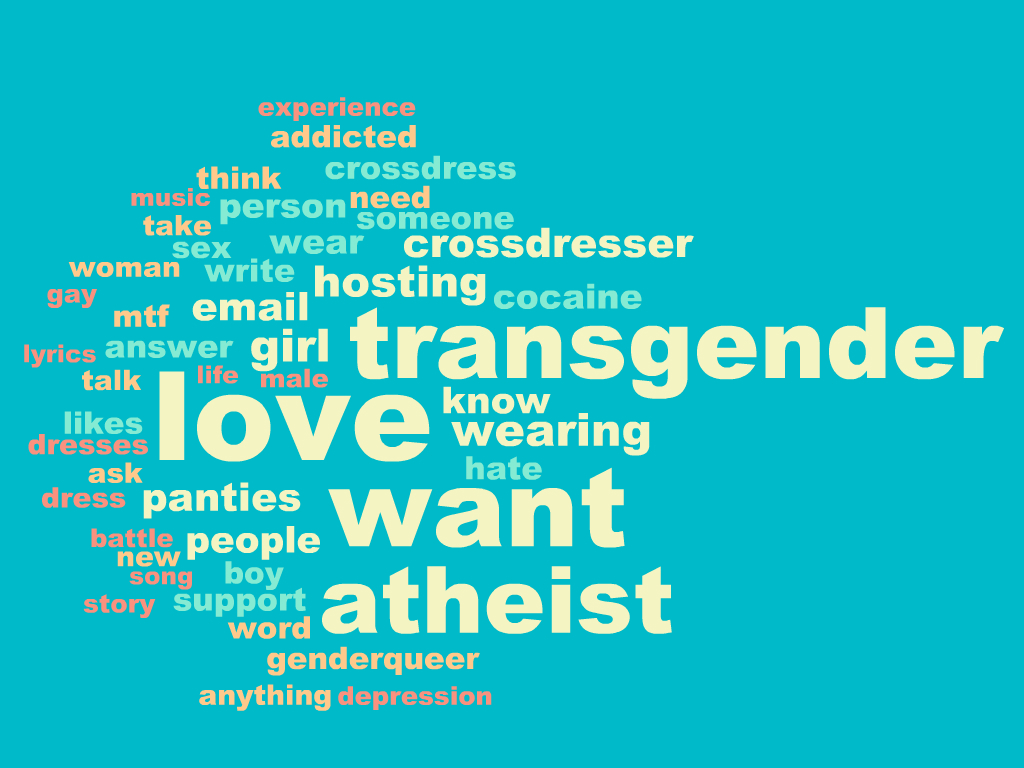 experience
addicted
crossdress
think
music
person
need
take
someone
sex
wear
crossdresser
woman
write
hosting
gay
email
cocaine
mtf
transgender
lyrics
answer
girl
talk
life
male
love
know
likes
wearing
dresses
hate
ask
dress
panties
want
battle
people
new
song
boy
atheist
story
support
word
genderqueer
anything
depression